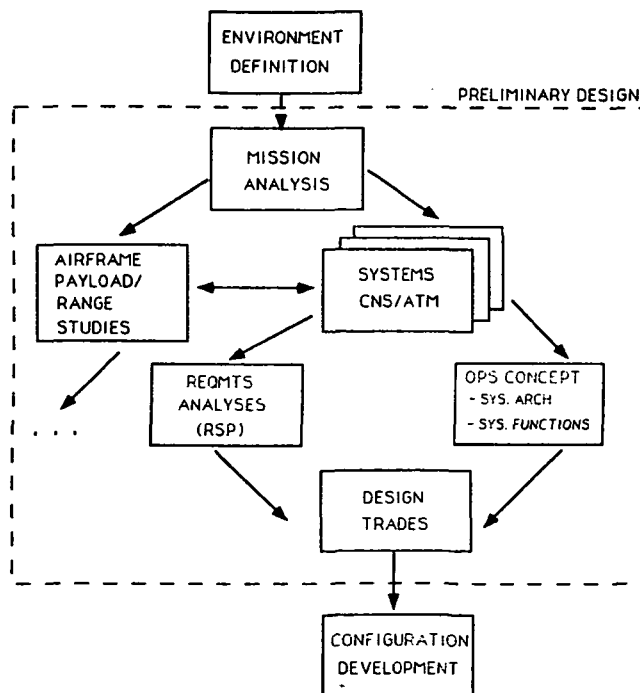 ENVIRONMENT
DEFINITION
PRELIMINARY DESIGN
MISSION
ANALYSIS
AIRFRAME
PAYLOAD/
RANGE
STUDIES
SYSTEMS
CNS/ATM
REQMTS
ANALYSES
(RSP)
OPS CONCEPT
- SYS. ARCH
- SYS. FUNCTIONS
. . .
DESIGN
TRADES
CONFIGURATION
DEVELOPMENT